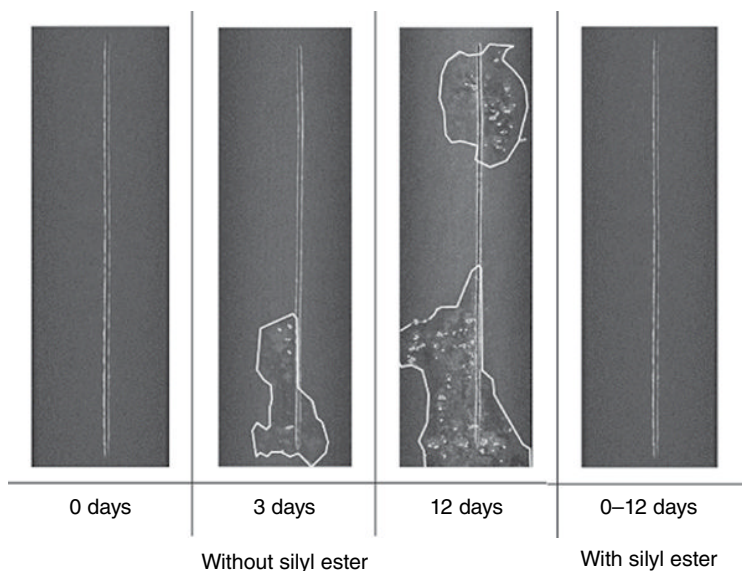 0 days
3 days
12 days
0–12 days
Without silyl ester
With silyl ester